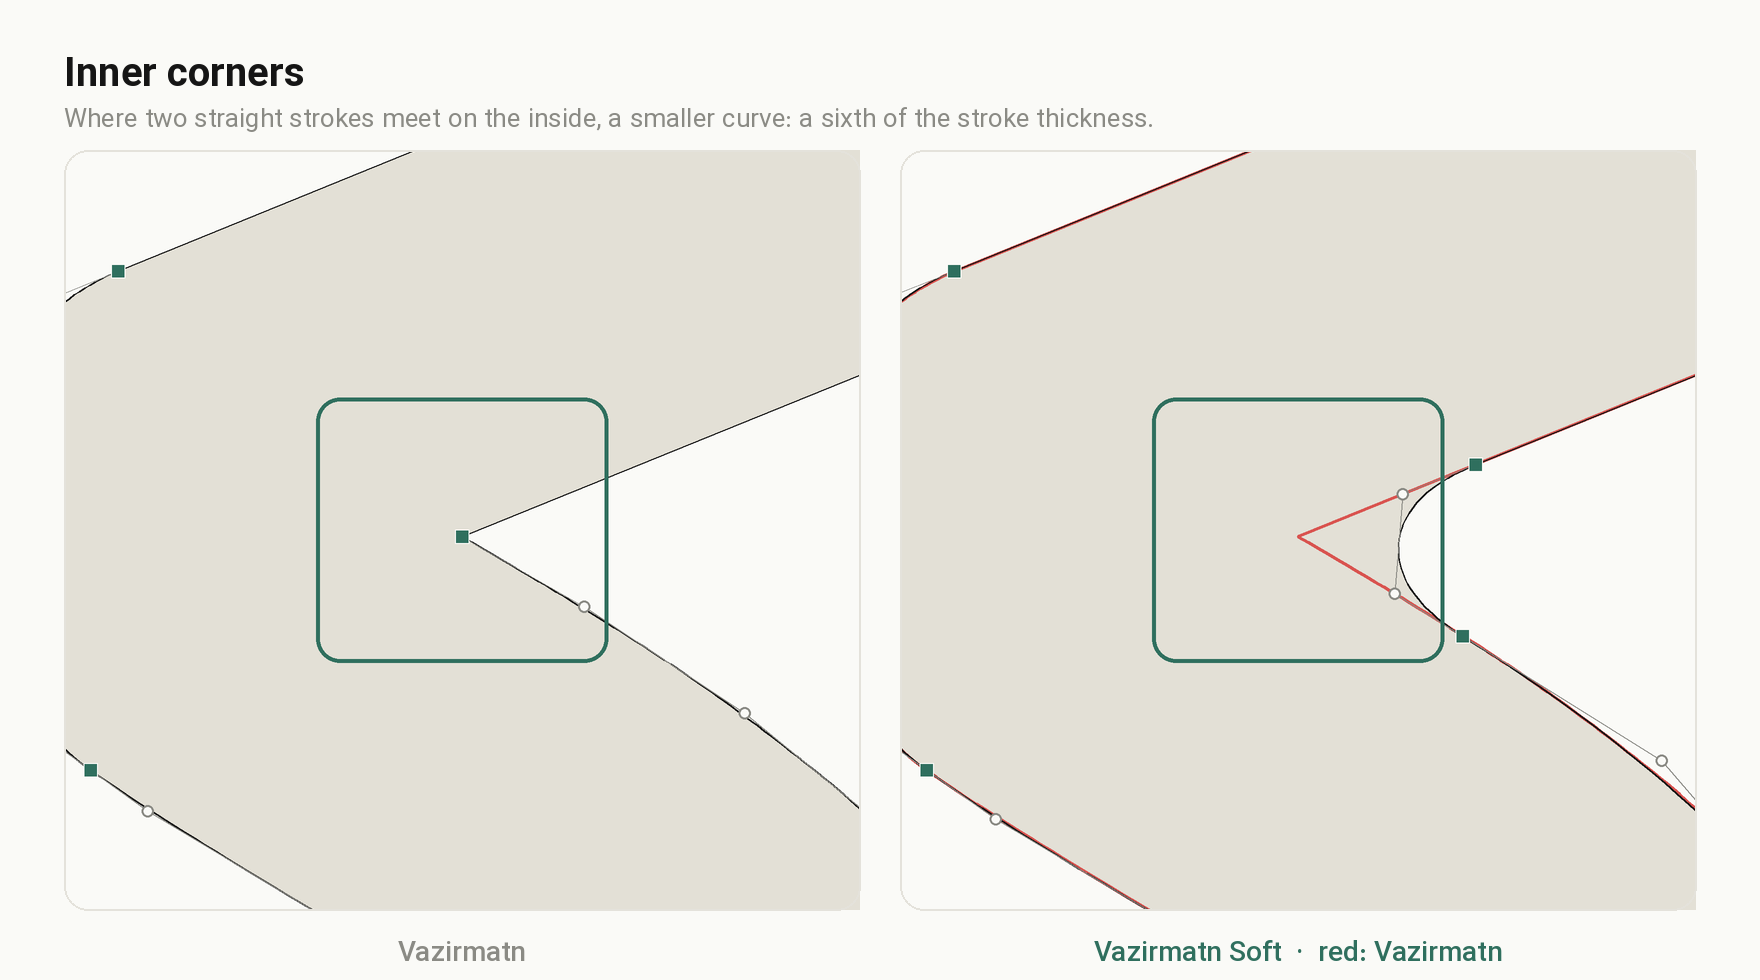 Inner corners
Where two straight strokes meet on the inside, a smaller curve: a sixth of the stroke thickness.
Vazirmatn
Vazirmatn Soft · red: Vazirmatn